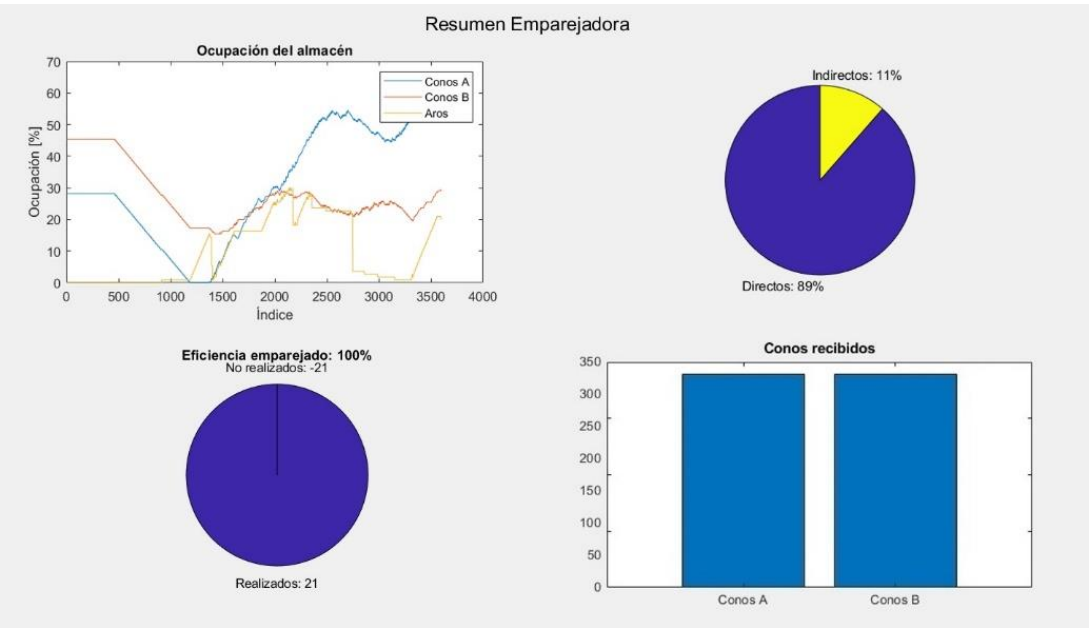 Resumen Emparejadora
Ocupación del almacén
70
60
50
40
30
20
10
0
Ocupación [%]
Conos A
Conos B
Aros
0 500 1000 1500 2000 2500 3000 3500 4000
Índice
Indirectos: 11%
Directos: 89%
Eficiencia emparejado: 100%
No realizados: -21
Realizados: 21
Conos recibidos
350
300
250
200
150
100
50
0
Conos A Conos B